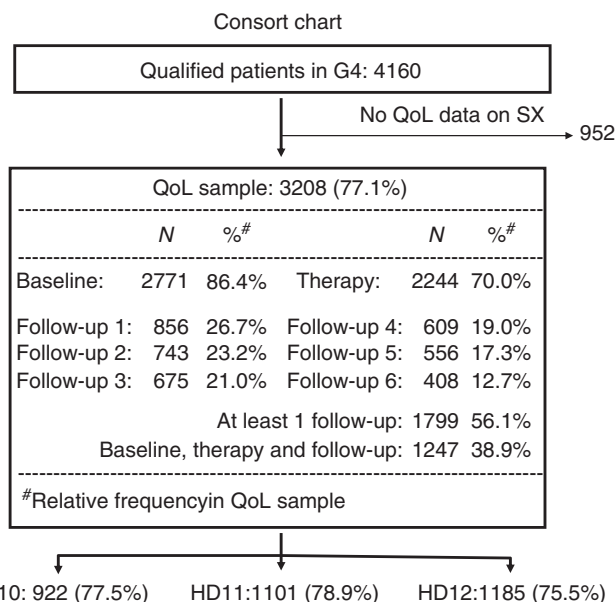 Consort chart
Qualified patients in G4: 4160
No QoL data on SX
952
QoL sample: 3208 (77.1%)
N %# N %#
Baseline: 2771 86.4% Therapy: 2244 70.0%
Follow-up 1: 856 26.7% Follow-up 4: 609 19.0%
Follow-up 2: 743 23.2% Follow-up 5: 556 17.3%
Follow-up 3: 675 21.0% Follow-up 6: 408 12.7%
At least 1 follow-up: 1799 56.1%
Baseline, therapy and follow-up: 1247 38.9%
#Relative frequencyin QoL sample
10: 922 (77.5%) HD11:1101 (78.9%) HD12:1185 (75.5%)